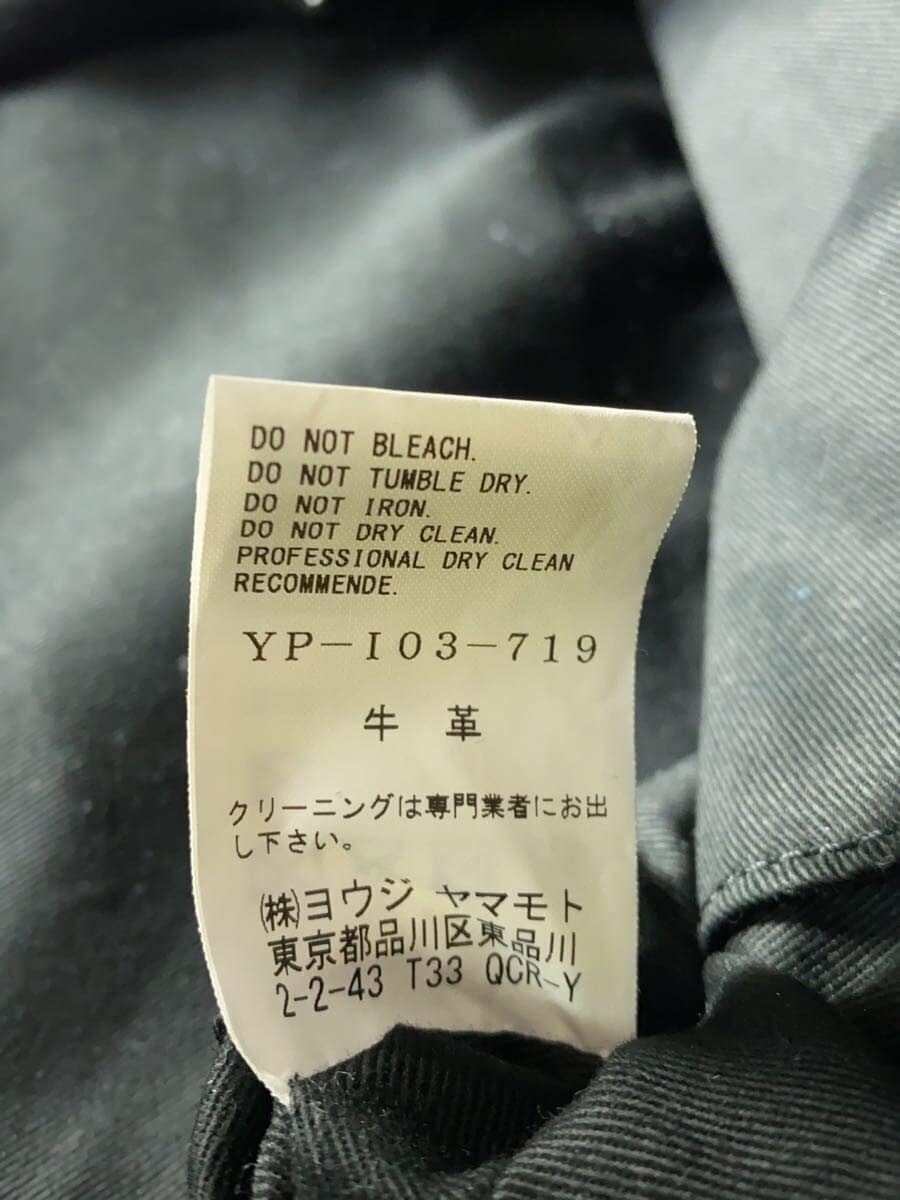 DO NOT BLEACH.
DO NOT TUMBLE DRY.
DO NOT IRON.
DO NOT DRY CLEAN.
PROFESSIONAL DRY CLEAN
RECOMMENDE.
YP-I03-719
牛 革
クリーニングは専門業者にお出
し下さい。
㈱ヨウジ ヤマモト
東京都品川区東品川
2-2-43 T33 QCR-Y